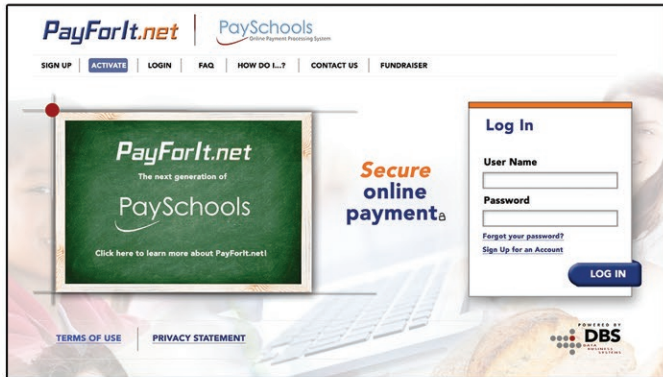 PayForIt.net
PaySchools
Online Payment Processing System
SIGN UP ACTIVATE LOGIN FAQ HOW DO I...? CONTACT US FUNDRAISER
PayForIt.net
The next generation of
PaySchools
Click here to learn more about PayForIt.net!
Secure
online
payment
Log In
User Name
Password
Forgot your password?
Sign Up for an Account
LOG IN
TERMS OF USE PRIVACY STATEMENT
POWERED BY
DBS
DATA
BUSINESS
SYSTEMS